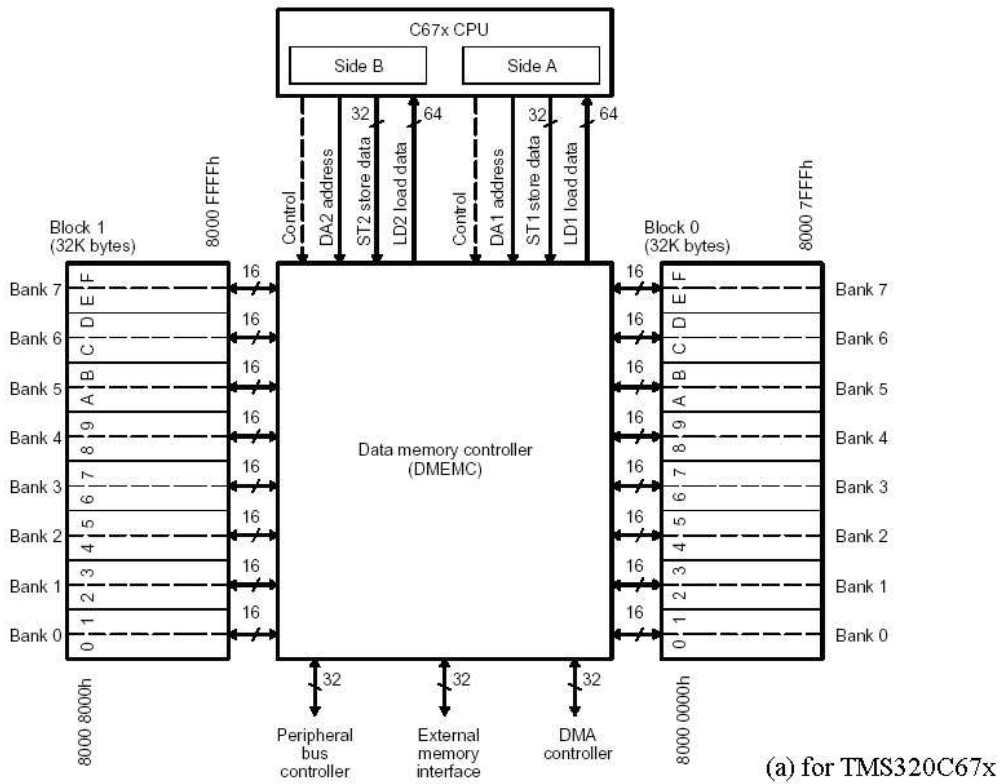 C67x CPU
Side B
Side A
32
64
32
64
Control
DA2 address
ST2 store data
LD2 load data
Control
DA1 address
ST1 store data
LD1 load data
8000 FFFFh
8000 7FFFh
Block 1
(32K bytes)
Block 0
(32K bytes)
Bank 7
E F
16
16
E F
Bank 7
Bank 6
C D
16
16
C D
Bank 6
Bank 5
A B
16
16
A B
Bank 5
Bank 4
8 9
16
16
8 9
Bank 4
Data memory controller
(DMEMC)
Bank 3
6 7
16
16
6 7
Bank 3
Bank 2
4 5
16
16
4 5
Bank 2
Bank 1
2 3
16
16
2 3
Bank 1
Bank 0
0 1
16
16
0 1
Bank 0
8000 8000h
8000 0000h
32
32
32
Peripheral
bus
controller
External
memory
interface
DMA
controller
(a) for TMS320C67x